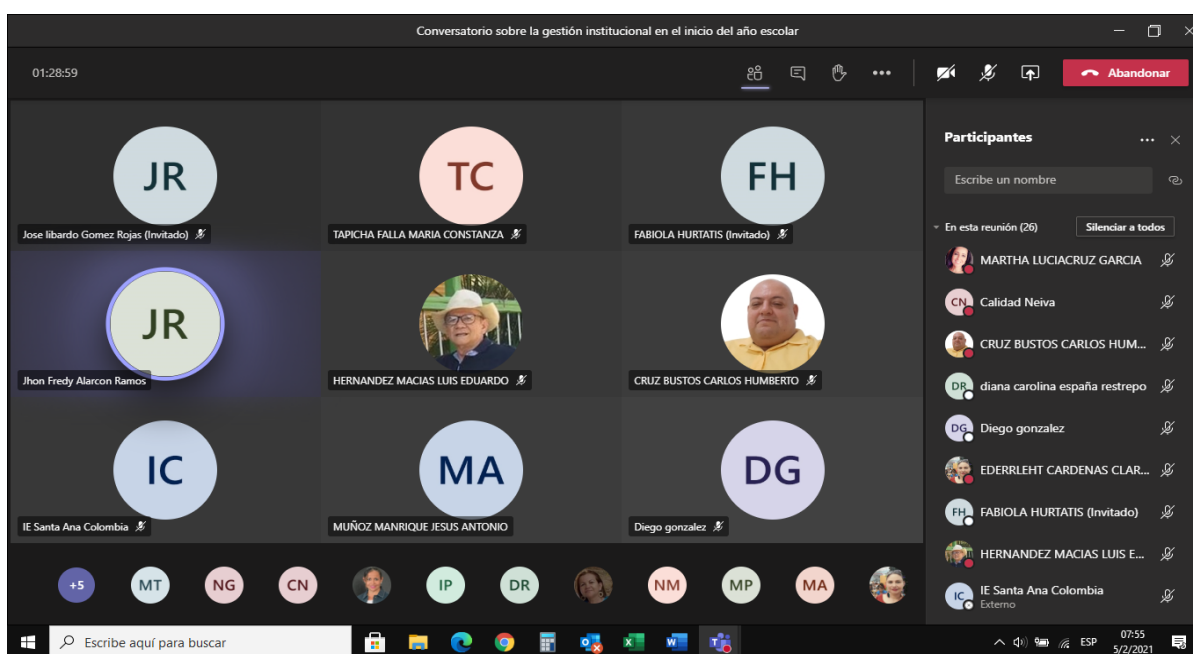 Conversatorio sobre la gestión institucional en el inicio del año escolar
01:28:59
Abandonar
JR
Jose libardo Gomez Rojas (Invitado)
TC
TAPICHA FALLA MARIA CONSTANZA
FH
FABIOLA HURTATIS (Invitado)
JR
Jhon Fredy Alarcon Ramos
HERNANDEZ MACIAS LUIS EDUARDO
CRUZ BUSTOS CARLOS HUMBERTO
IC
IE Santa Ana Colombia
MA
MUÑOZ MANRIQUE JESUS ANTONIO
DG
Diego gonzalez
+5
MT
NG
CN
IP
DR
NM
MP
MA
Participantes
Escribe un nombre
En esta reunión (26)
Silenciar a todos
MARTHA LUCIACRUZ GARCIA
CN
Calidad Neiva
CRUZ BUSTOS CARLOS HUM...
DR
diana carolina españa restrepo
DG
Diego gonzalez
EDERRLEHT CARDENAS CLAR...
FH
FABIOLA HURTATIS (Invitado)
HERNANDEZ MACIAS LUIS E...
IC
IE Santa Ana Colombia
Externo
Escribe aquí para buscar
ESP
07:55
5/2/2021